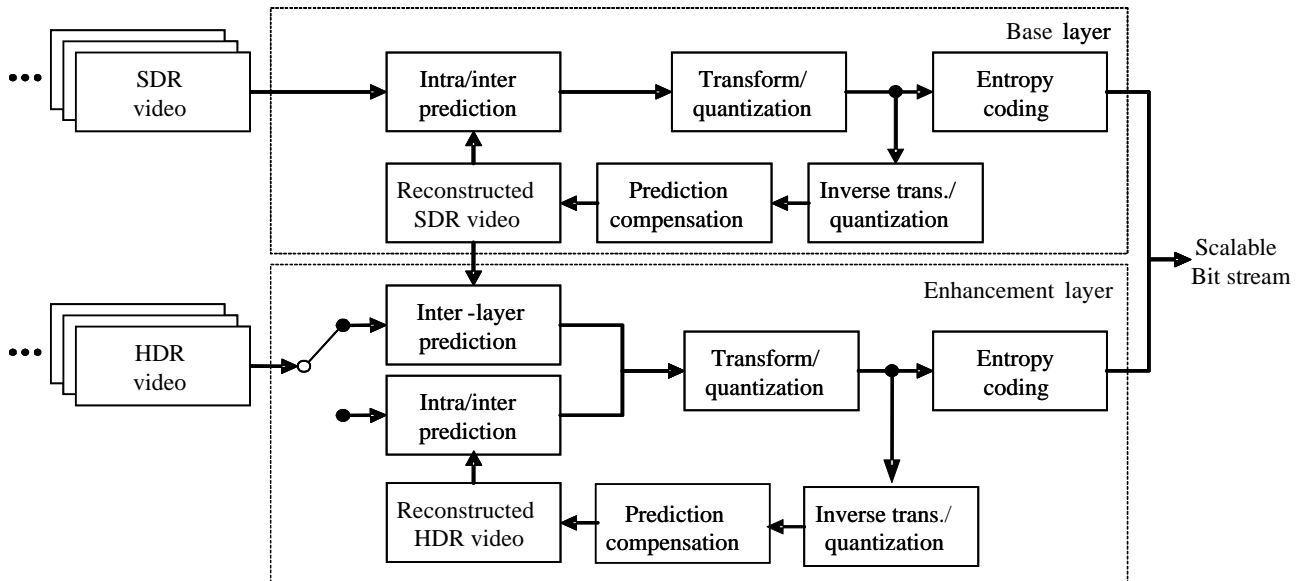 Base layer
SDR
video
Intra/inter
prediction
Transform/
quantization
Entropy
coding
Reconstructed
SDR video
Prediction
compensation
Inverse trans./
quantization
Scalable
Bit stream
Enhancement layer
HDR
video
Inter-layer
prediction
Intra/inter
prediction
Transform/
quantization
Entropy
coding
Reconstructed
HDR video
Prediction
compensation
Inverse trans./
quantization